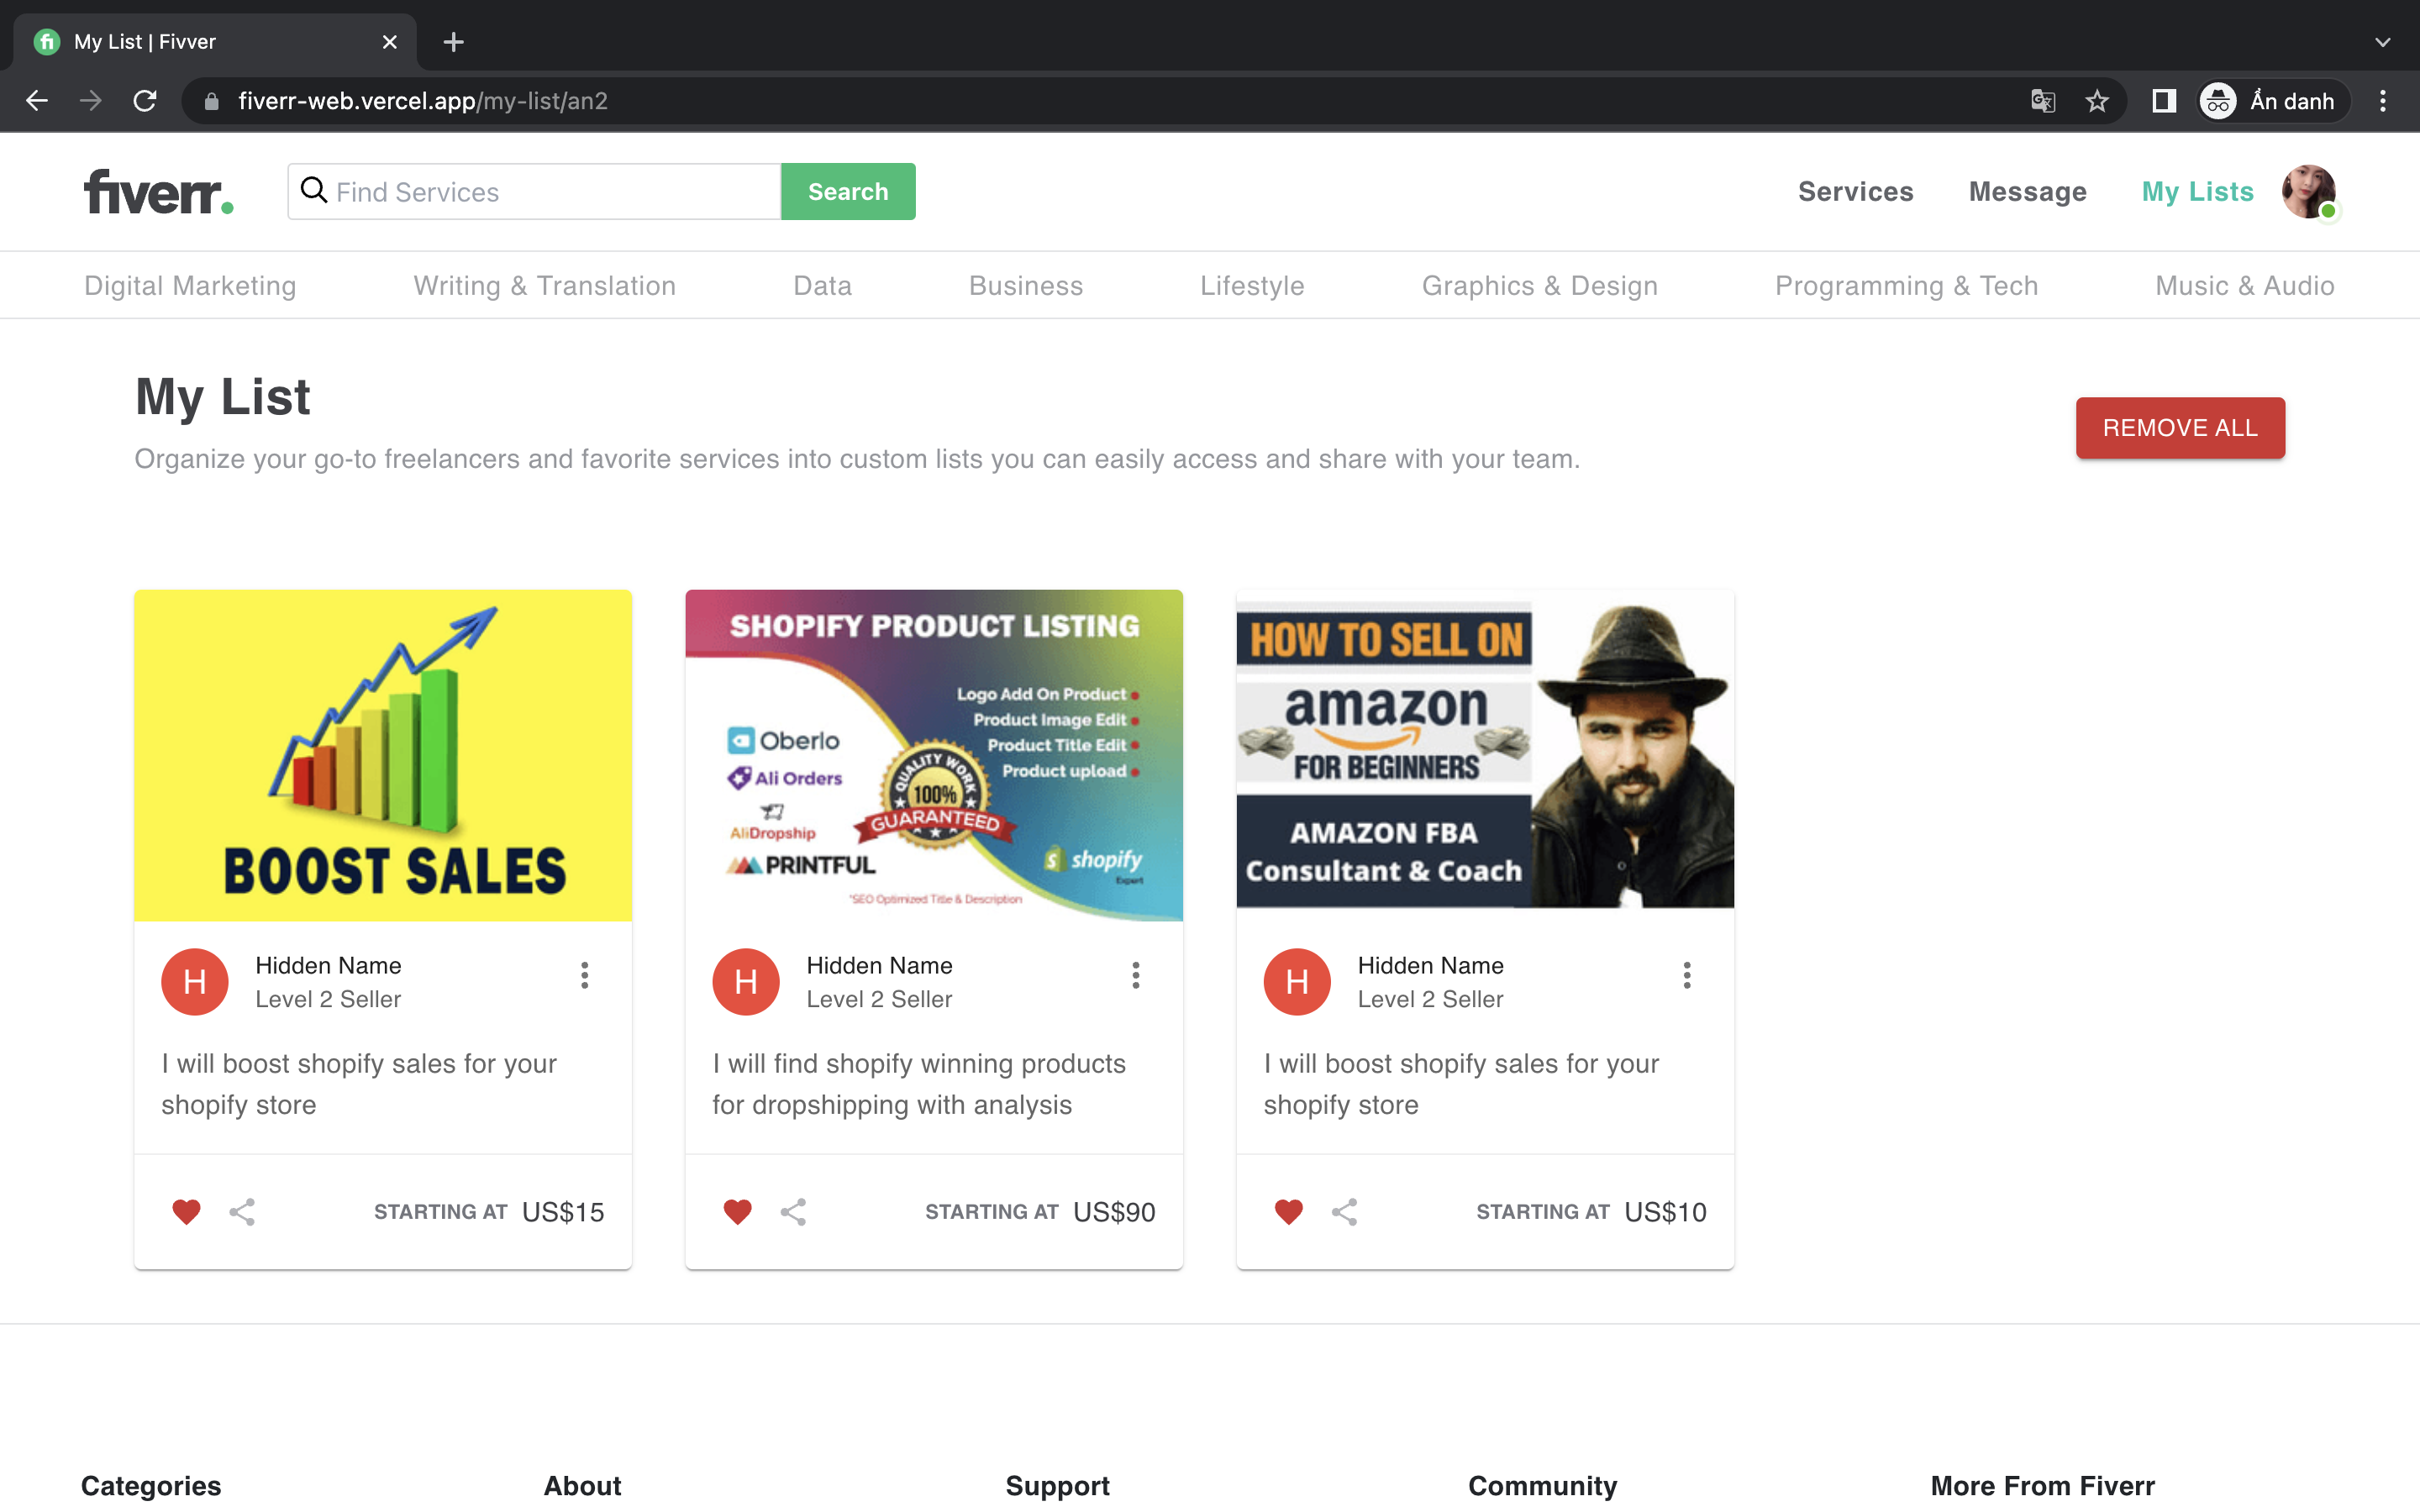 My List | Fivver
fiverr-web.vercel.app/my-list/an2
Ẩn danh
fiverr.
Find Services
Search
Services
Message
My Lists
Digital Marketing
Writing & Translation
Data
Business
Lifestyle
Graphics & Design
Programming & Tech
Music & Audio
My List
Organize your go-to freelancers and favorite services into custom lists you can easily access and share with your team.
REMOVE ALL
BOOST SALES
Hidden Name
Level 2 Seller
H
I will boost shopify sales for your
shopify store
STARTING AT US$15
SHOPIFY PRODUCT LISTING
Logo Add On Product
Product Image Edit
Product Title Edit
Product upload
Oberlo
Ali Orders
AliDropship
PRINTFUL
QUALITY WORK
100%
GUARANTEED
shopify
Expert
*SEO Optimized Title & Description
H
Hidden Name
Level 2 Seller
I will find shopify winning products
for dropshipping with analysis
STARTING AT US$90
HOW TO SELL ON
amazon
FOR BEGINNERS
AMAZON FBA
Consultant & Coach
H
Hidden Name
Level 2 Seller
I will boost shopify sales for your
shopify store
STARTING AT US$10
Categories
About
Support
Community
More From Fiverr